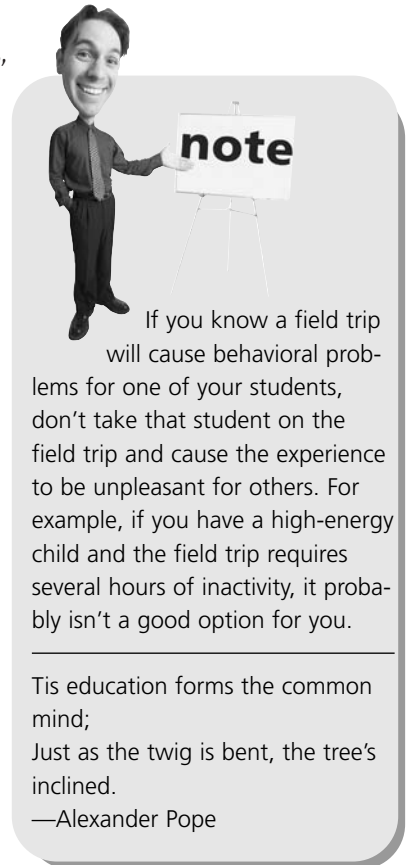 note
If you know a field trip
will cause behavioral prob-
lems for one of your students,
don’t take that student on the
field trip and cause the experience
to be unpleasant for others. For
example, if you have a high-energy
child and the field trip requires
several hours of inactivity, it proba-
bly isn’t a good option for you.
Tis education forms the common
mind;
Just as the twig is bent, the tree’s
inclined.
—Alexander Pope